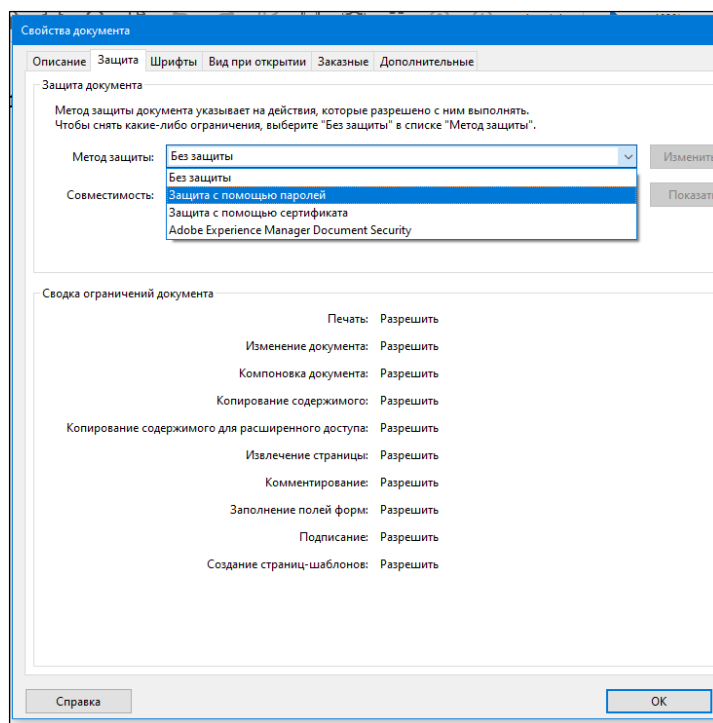 Свойства документа
Описание Защита Шрифты Вид при открытии Заказные Дополнительные
Защита документа
Метод защиты документа указывает на действия, которые разрешено с ним выполнять.
Чтобы снять какие-либо ограничения, выберите "Без защиты" в списке "Метод защиты".
Метод защиты: Без защиты Изменить
Без защиты
Совместимость: Защита с помощью паролей Показат
Защита с помощью сертификата
Adobe Experience Manager Document Security
Сводка ограничений документа
Печать: Разрешить
Изменение документа: Разрешить
Компоновка документа: Разрешить
Копирование содержимого: Разрешить
Копирование содержимого для расширенного доступа: Разрешить
Извлечение страницы: Разрешить
Комментирование: Разрешить
Заполнение полей форм: Разрешить
Подписание: Разрешить
Создание страниц-шаблонов: Разрешить
Справка OK